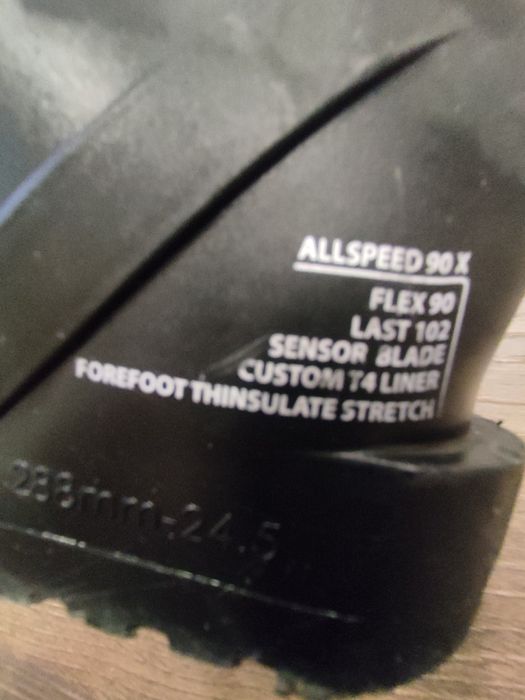 ALLSPEED 90 X
FLEX 90
LAST 102
SENSOR BLADE
CUSTOM T4 LINER
FOREFOOT THINSULATE STRETCH
288mm-24.5